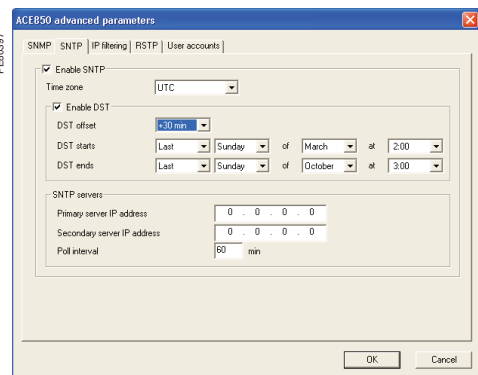 ACE850 advanced parameters
SNMP SNTP IP filtering RSTP User accounts
Enable SNTP
Time zone UTC
Enable DST
DST offset +30 min
DST starts Last Sunday of March at 2:00
DST ends Last Sunday of October at 3:00
SNTP servers
Primary server IP address 0 . 0 . 0 . 0
Secondary server IP address 0 . 0 . 0 . 0
Poll interval 60 min
OK Cancel